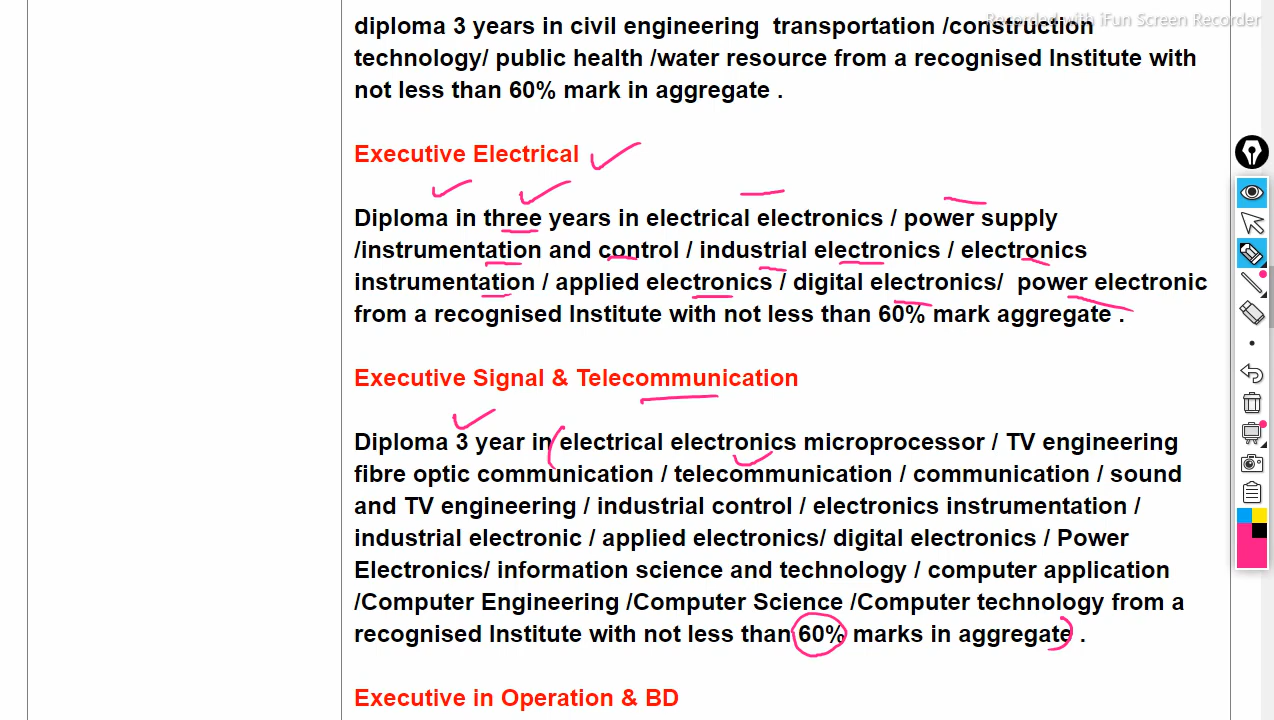 Recorded with iFun Screen Recorder
diploma 3 years in civil engineering transportation /construction
technology/ public health /water resource from a recognised Institute with
not less than 60% mark in aggregate .
Executive Electrical
Diploma in three years in electrical electronics / power supply
/instrumentation and control / industrial electronics / electronics
instrumentation / applied electronics / digital electronics/ power electronic
from a recognised Institute with not less than 60% mark aggregate .
Executive Signal & Telecommunication
Diploma 3 year in electrical electronics microprocessor / TV engineering
fibre optic communication / telecommunication / communication / sound
and TV engineering / industrial control / electronics instrumentation /
industrial electronic / applied electronics/ digital electronics / Power
Electronics/ information science and technology / computer application
/Computer Engineering /Computer Science /Computer technology from a
recognised Institute with not less than 60% marks in aggregate .
Executive in Operation & BD